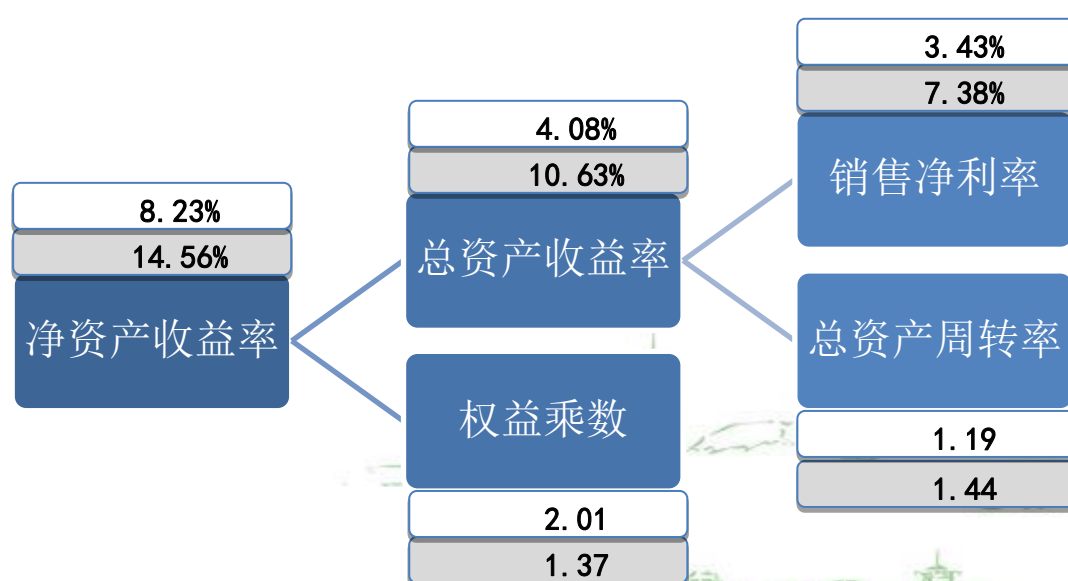 8.23%
14.56%
净资产收益率
4.08%
10.63%
总资产收益率
权益乘数
2.01
1.37
3.43%
7.38%
销售净利率
总资产周转率
1.19
1.44